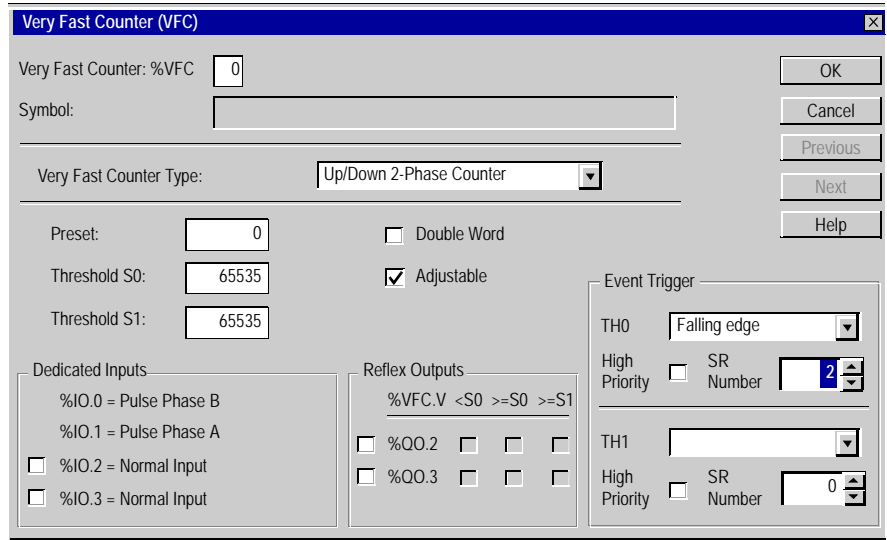 Very Fast Counter (VFC)
Very Fast Counter: %VFC 0
OK
Symbol:
Cancel
Previous
Very Fast Counter Type: Up/Down 2-Phase Counter
Next
Help
Preset: 0
Double Word
Threshold S0: 65535
Adjustable
Threshold S1: 65535
Event Trigger
TH0 Falling edge
High Priority
SR Number 2
TH1
High Priority
SR Number 0
Dedicated Inputs
%IO.0 = Pulse Phase B
%IO.1 = Pulse Phase A
%IO.2 = Normal Input
%IO.3 = Normal Input
Reflex Outputs
%VFC.V <S0 >=S0 >=S1
%QO.2
%QO.3